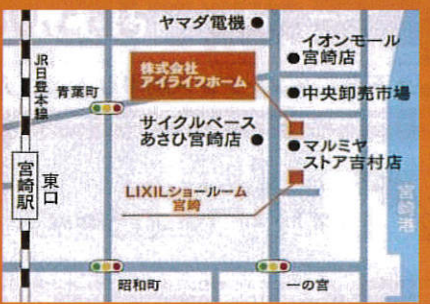 ヤマダ電機
イオンモール
宮崎店
JR日豊本線
株式会社
アイライフホーム
青葉町
中央卸売市場
サイクルベース
あさひ宮崎店
マルミヤ
ストア吉村店
宮崎駅
東口
LIXILショールーム
宮崎
宮崎港
昭和町
一の宮